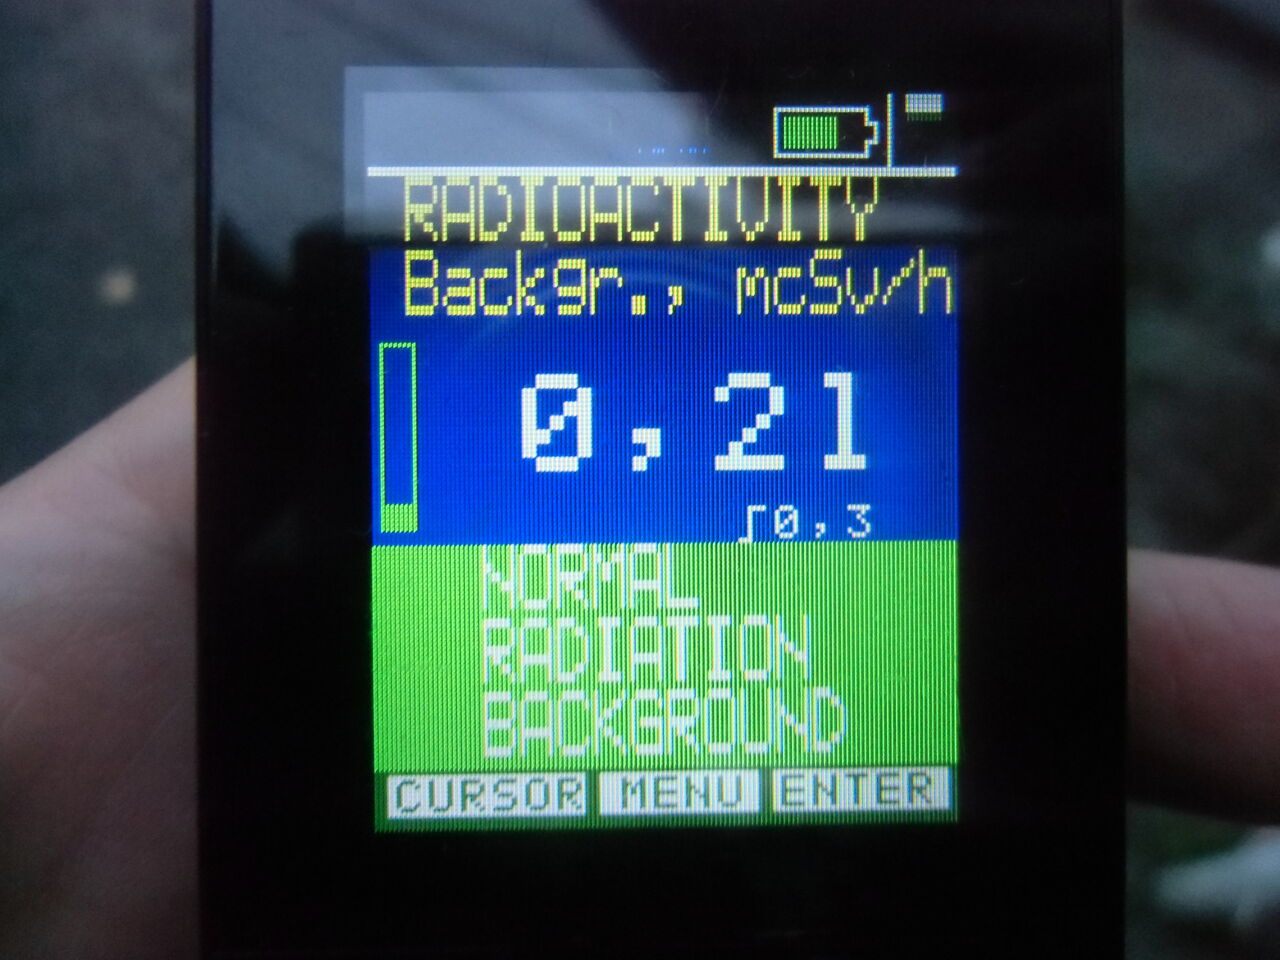 RADIOACTIVITY
Backgr., mcSv/h
0,21
∫0,3
NORMAL
RADIATION
BACKGROUND
CURSOR MENU ENTER